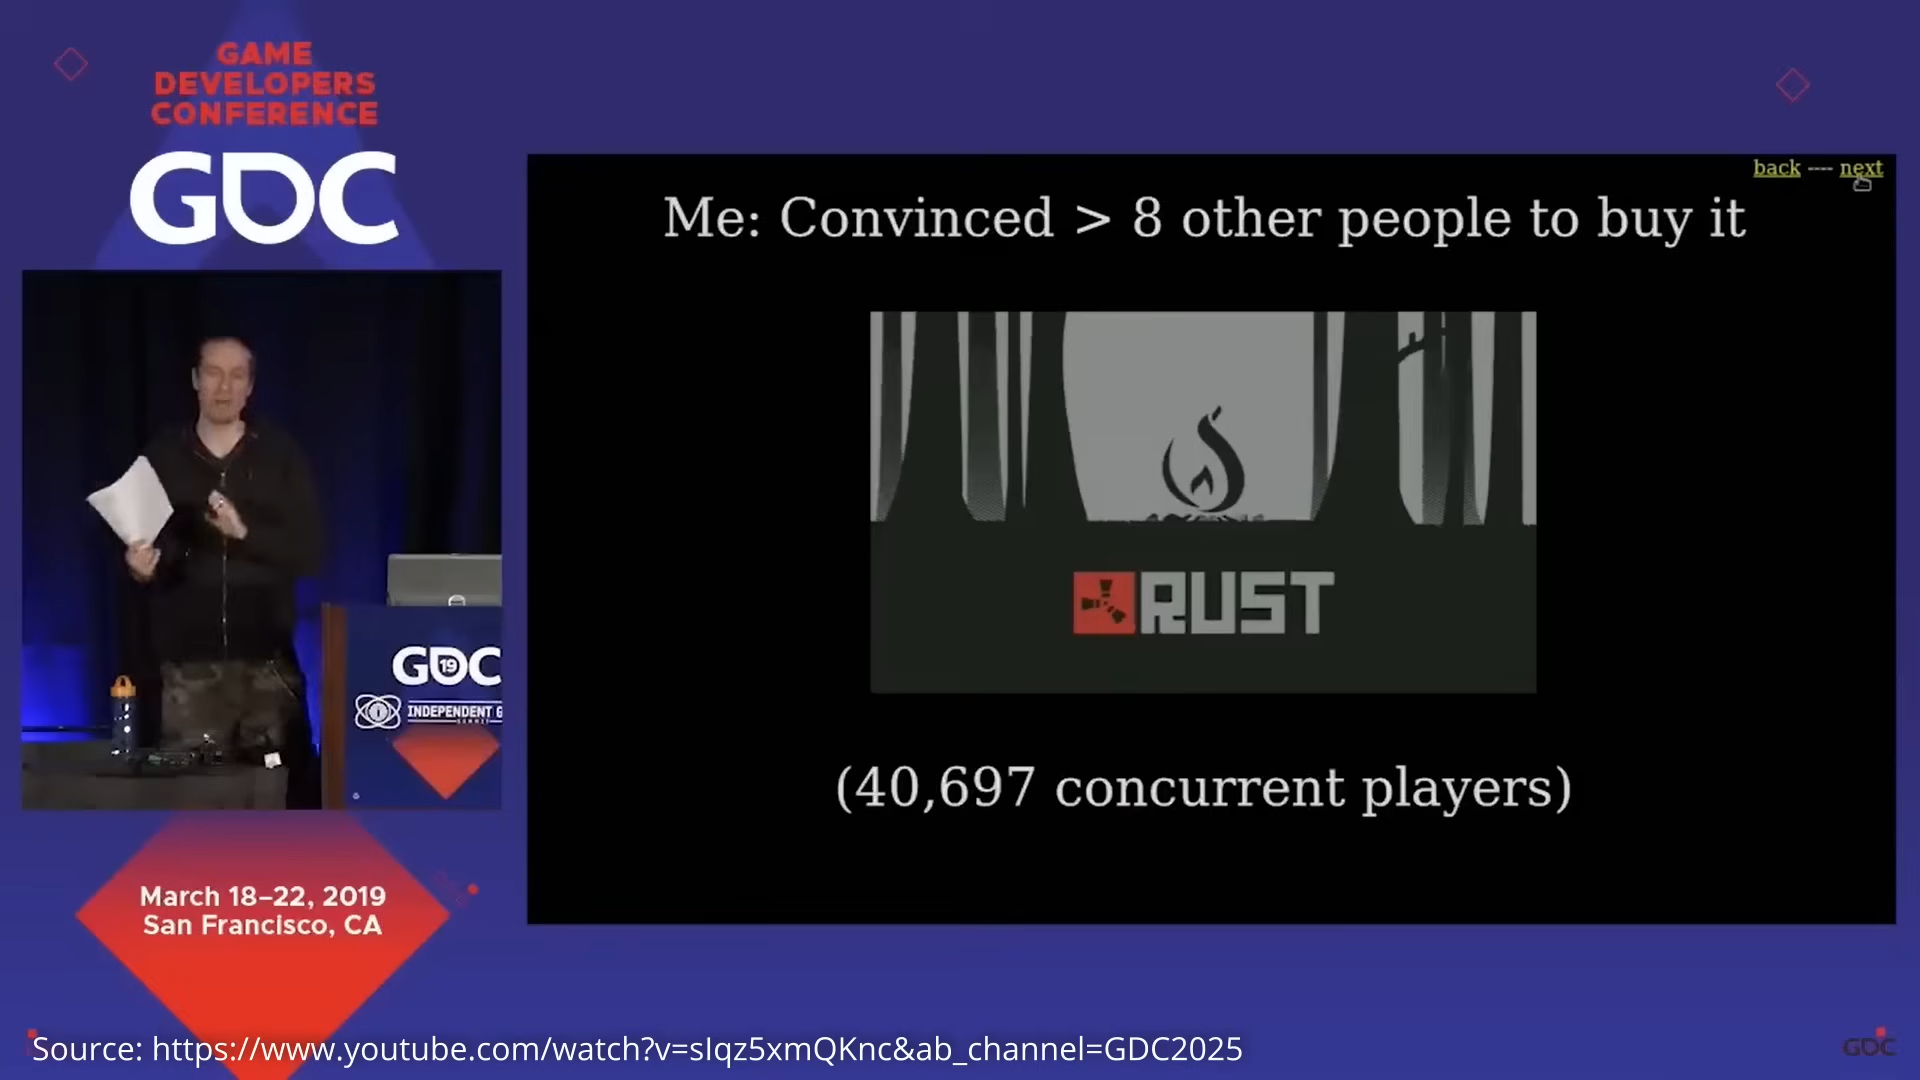 GAME
DEVELOPERS
CONFERENCE
GDC
back ---- next
Me: Convinced > 8 other people to buy it
RUST
(40,697 concurrent players)
GDC
19
INDEPENDENT G
SUMMIT
March 18–22, 2019
San Francisco, CA
Source: https://www.youtube.com/watch?v=sIqz5xmQKnc&ab_channel=GDC2025
GDC